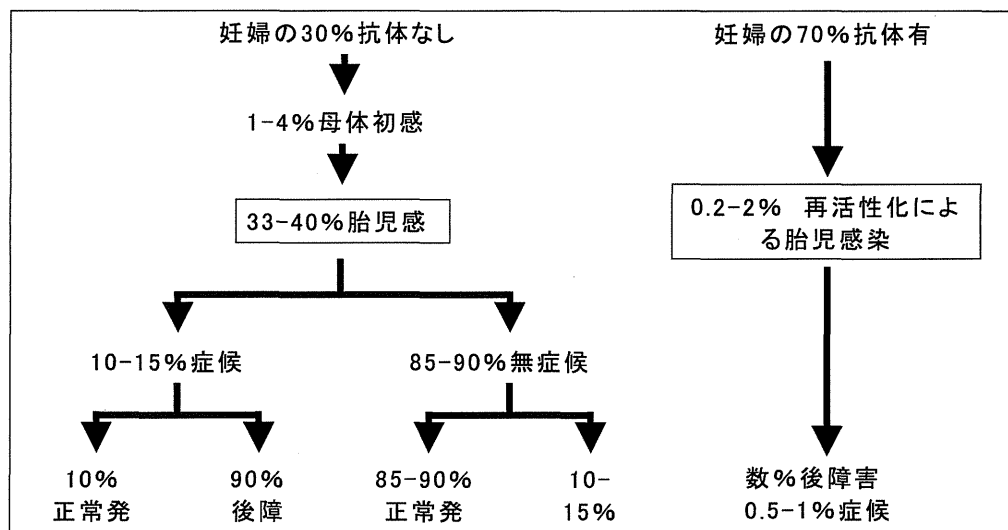 妊婦の30%抗体なし
妊婦の70%抗体有
1-4%母体初感
33-40%胎児感
0.2-2% 再活性化によ
る胎児感染
10-15%症候
85-90%無症候
10%
正常発
90%
後障
85-90%
正常発
10-
15%
数%後障害
0.5-1%症候